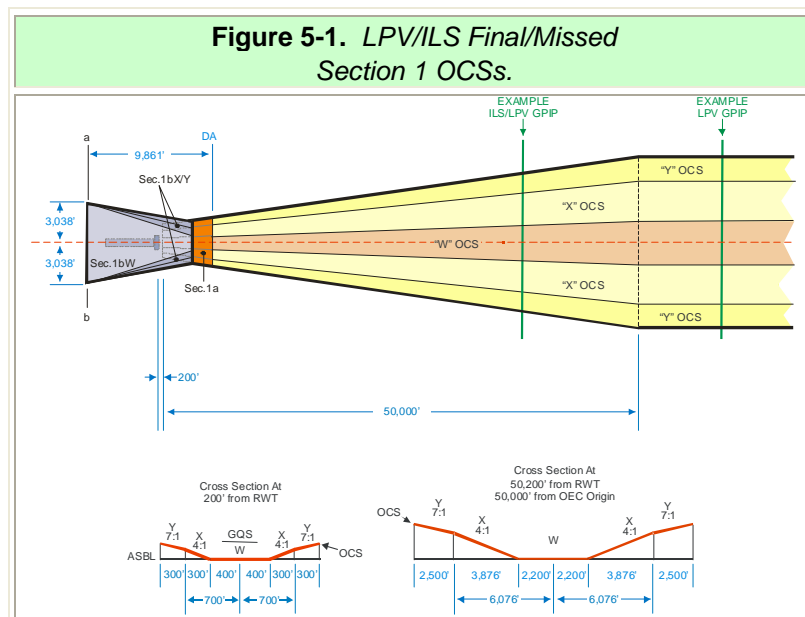 Figure 5-1. LPV/ILS Final/Missed
Section 1 OCSs.
EXAMPLE
ILS/LPV GPIP
EXAMPLE
LPV GPIP
a
DA
9,861'
Sec.1bX/Y
"Y" OCS
"X" OCS
3,038'
"W" OCS
3,038'
Sec.1bW
Sec.1a
"X" OCS
"Y" OCS
b
200'
50,000'
Cross Section At
200' from RWT
Cross Section At
50,200' from RWT
50,000' from OEC Origin
Y
7:1
X
4:1
GQS
W
X
4:1
Y
7:1
ASBL
OCS
300' 300' 400' 400' 300' 300'
700' 700'
OCS
Y
7:1
X
4:1
W
X
4:1
Y
7:1
2,500' 3,876' 2,200' 2,200' 3,876' 2,500'
6,076' 6,076'